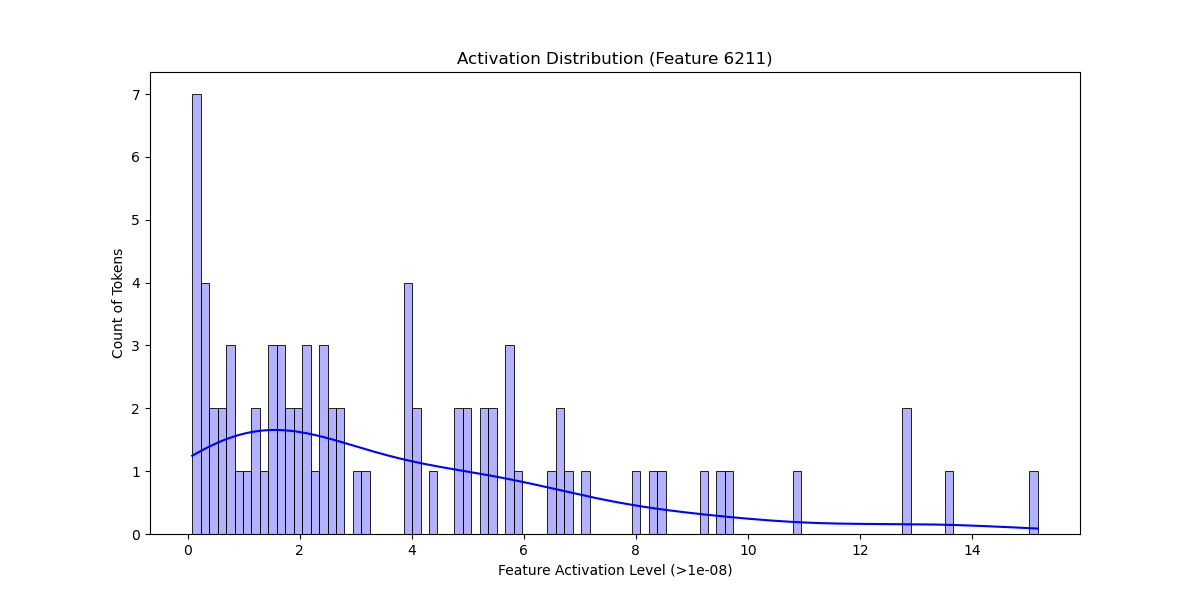 Activation Distribution (Feature 6211)
7
6
5
4
3
2
1
0
Count of Tokens
0 2 4 6 8 10 12 14
Feature Activation Level (>1e-08)